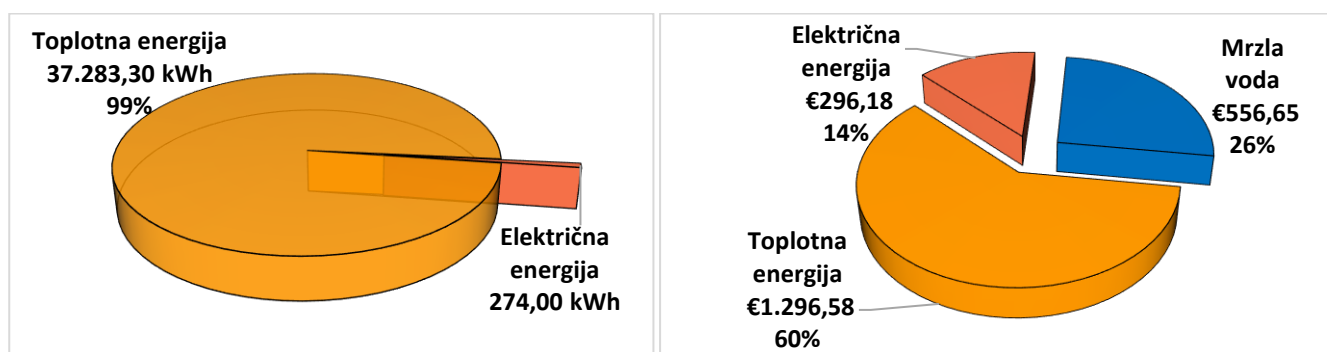 Toplotna energija
37.283,30 kWh
99%
Električna
energija
274,00 kWh
Električna
energija
€296,18
14%
Mrzla
voda
€556,65
26%
Toplotna
energija
€1.296,58
60%